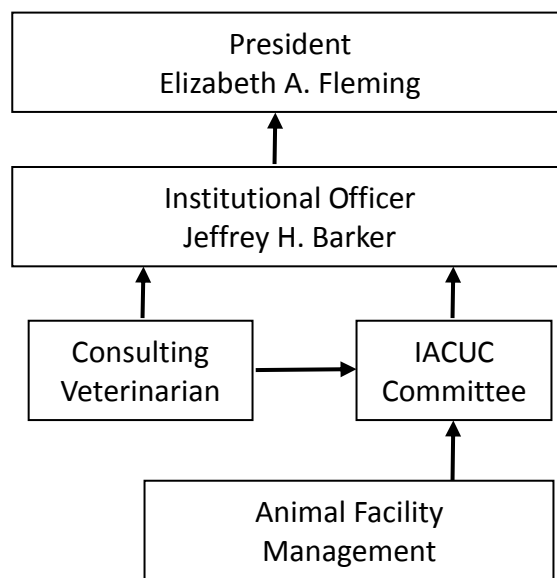 President
Elizabeth A. Fleming
Institutional Officer
Jeffrey H. Barker
Consulting
Veterinarian
IACUC
Committee
Animal Facility
Management